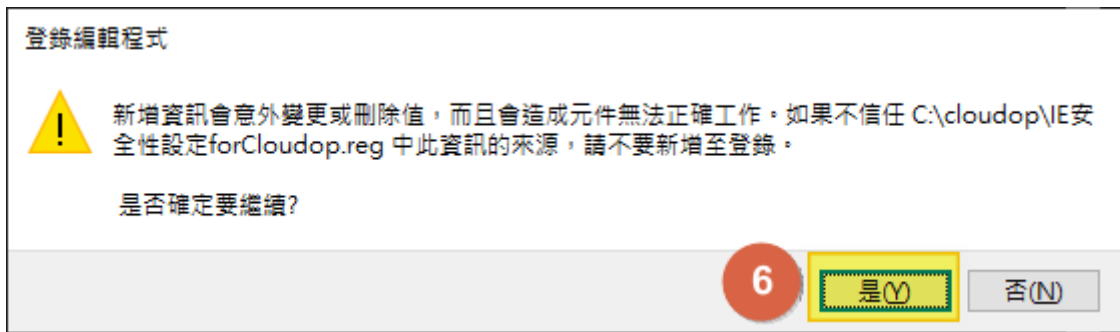 登錄編輯程式
新增資訊會意外變更或刪除值，而且會造成元件無法正確工作。如果不信任 C:\cloudop\IE安
全性設定forCloudop.reg 中此資訊的來源，請不要新增至登錄。
是否確定要繼續?
6
是(Y)
否(N)